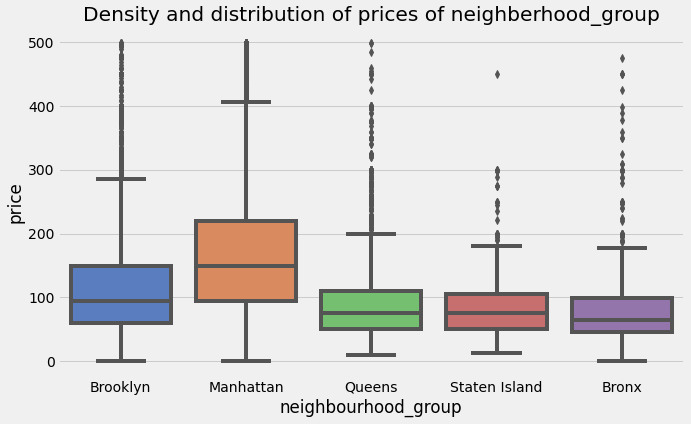 Density and distribution of prices of neighberhood_group
500
400
300
200
100
0
price
Brooklyn Manhattan Queens Staten Island Bronx
neighbourhood_group